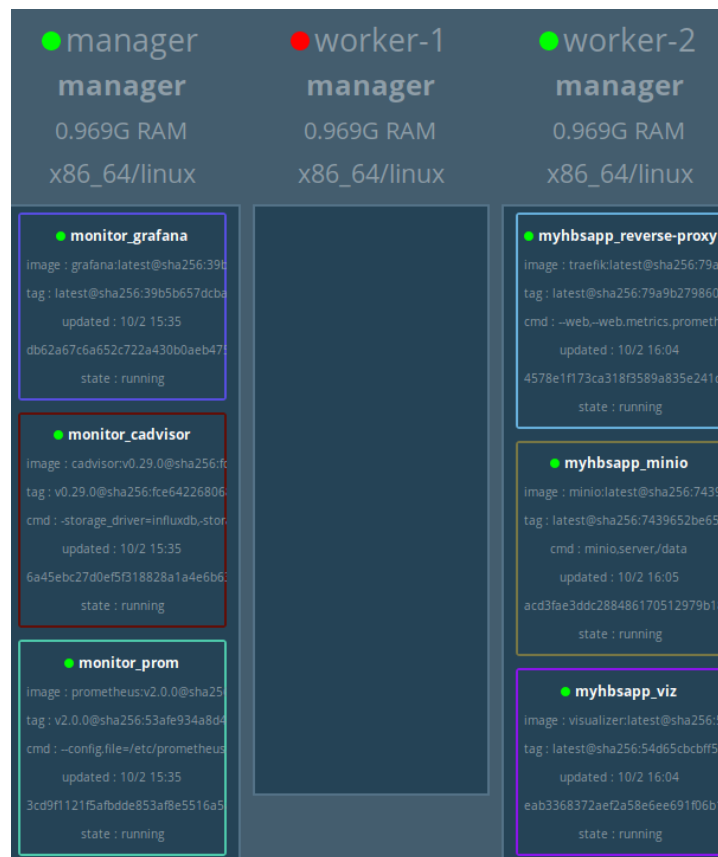 manager
manager
0.969G RAM
x86_64/linux
monitor_grafana
image : grafana:latest@sha256:39b
tag : latest@sha256:39b5b657dcba
updated : 10/2 15:35
db62a67c6a652c722a430b0aeb475
state : running
monitor_cadvisor
image : cadvisor:v0.29.0@sha256:fc
tag : v0.29.0@sha256:fce64226806
cmd : -storage_driver=influxdb,-stor
updated : 10/2 15:35
6a45ebc27d0ef5f318828a1a4e6b63
state : running
monitor_prom
image : prometheus:v2.0.0@sha25
tag : v2.0.0@sha256:53afe934a8d4
cmd : --config.file=/etc/prometheus
updated : 10/2 15:35
3cd9f1121f5afbdde853af8e5516a5
state : running
worker-1
manager
0.969G RAM
x86_64/linux
worker-2
manager
0.969G RAM
x86_64/linux
myhbsapp_reverse-proxy
image : traefik:latest@sha256:79a
tag : latest@sha256:79a9b279860
cmd : --web,--web.metrics.prometh
updated : 10/2 16:04
4578e1f173ca318f3589a835e241c
state : running
myhbsapp_minio
image : minio:latest@sha256:7439
tag : latest@sha256:7439652be65
cmd : minio,server,/data
updated : 10/2 16:05
acd3fae3ddc288486170512979b1
state : running
myhbsapp_viz
image : visualizer:latest@sha256:5
tag : latest@sha256:54d65cbcbff5
updated : 10/2 16:04
eab3368372aef2a58e6ee691f06b
state : running